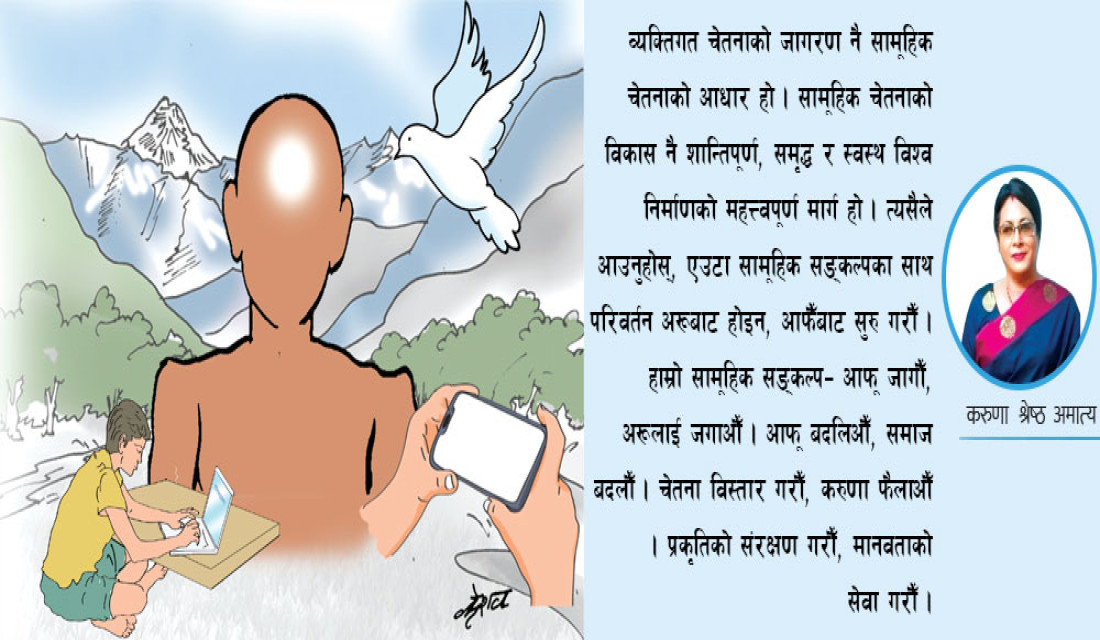 व्यक्तिगत चेतनाको जागरण नै सामूहिक
चेतनाको आधार हो । सामूहिक चेतनाको
विकास नै शान्तिपूर्ण, समृद्ध र स्वस्थ विश्व
निर्माणको महत्त्वपूर्ण मार्ग हो । त्यसैले
आउनुहोस्, एउटा सामूहिक सङ्कल्पका साथ
परिवर्तन अरूबाट होइन, आफैँबाट सुरु गरौँ ।
हाम्रो सामूहिक सङ्कल्प- आफू जागौँ,
अरूलाई जगाऔँ । आफू बदलिऔँ, समाज
बदलौँ । चेतना विस्तार गरौँ, करुणा फैलाऔँ
। प्रकृतिको संरक्षण गरौँ, मानवताको
सेवा गरौँ ।
करुणा श्रेष्ठ अमात्य